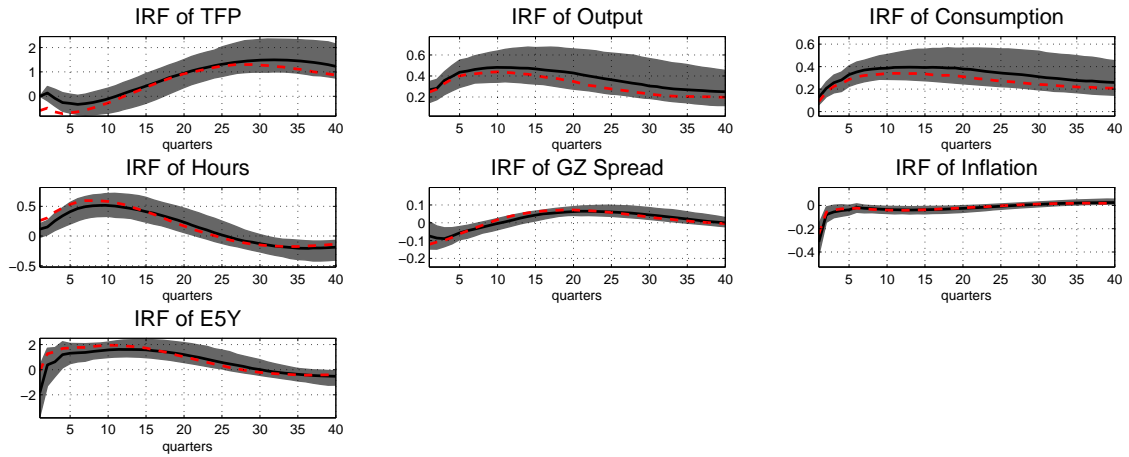 IRF of TFP
2
1
0
5 10 15 20 25 30 35 40
quarters
IRF of Output
0.6
0.4
0.2
5 10 15 20 25 30 35 40
quarters
IRF of Consumption
0.6
0.4
0.2
0
5 10 15 20 25 30 35 40
quarters
IRF of Hours
0.5
0
−0.5
5 10 15 20 25 30 35 40
quarters
IRF of GZ Spread
0.1
0
−0.1
−0.2
5 10 15 20 25 30 35 40
quarters
IRF of Inflation
0
−0.2
−0.4
5 10 15 20 25 30 35 40
quarters
IRF of E5Y
2
0
−2
5 10 15 20 25 30 35 40
quarters